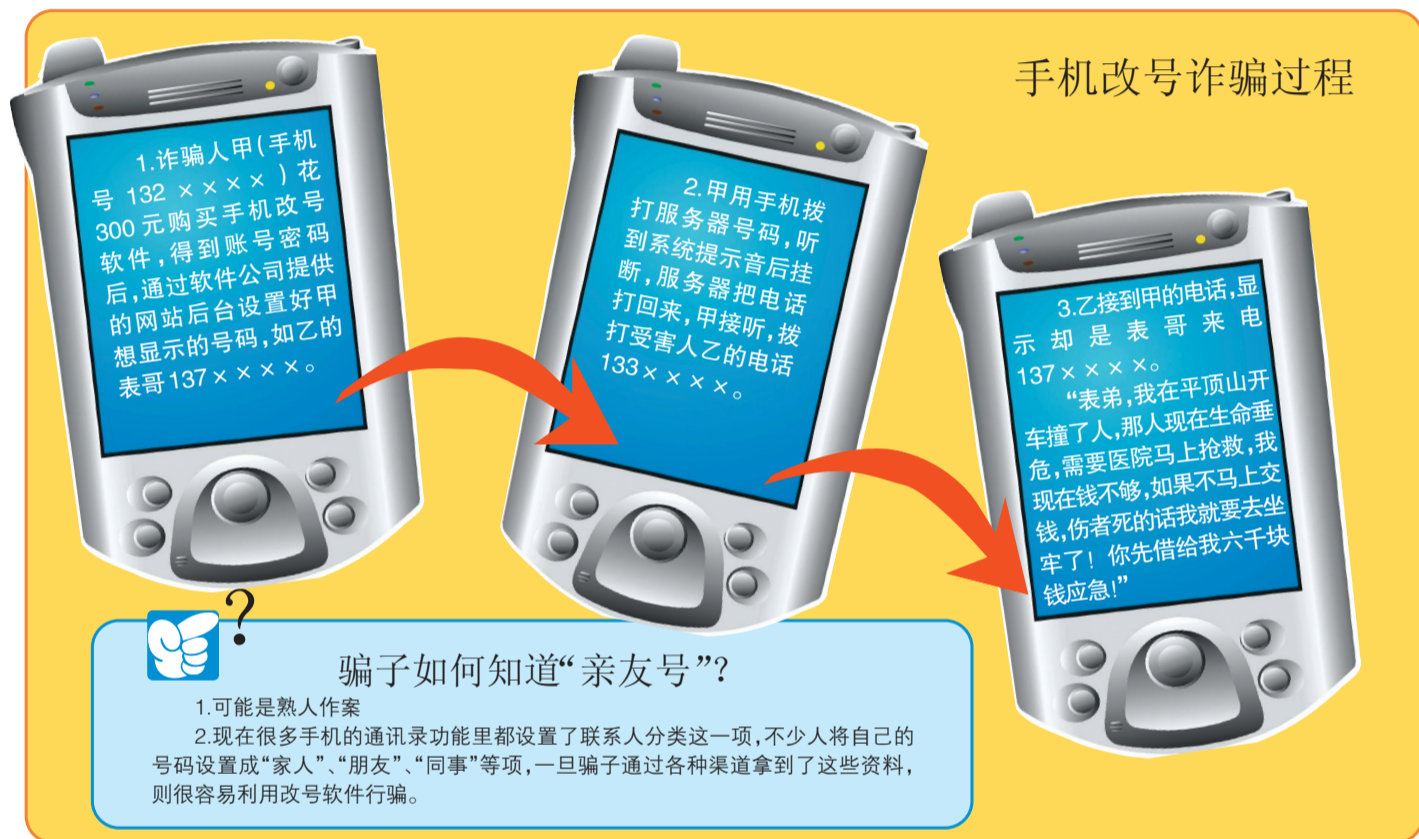 手机改号诈骗过程
1.诈骗人甲(手机
号 132 ××××)花
300 元购买手机改号
软件,得到账号密码
后,通过软件公司提供
的网站后台设置好甲
想显示的号码,如乙的
表哥 137××××。
2.甲用手机拨
打服务器号码,听
到系统提示音后挂
断,服务器把电话
打回来,甲接听,拨
打受害人乙的电话
133××××。
3.乙接到甲的电话,显
示却是表哥来电
137××××。
“表弟,我在平顶山开
车撞了人,那人现在生命垂
危,需要医院马上抢救,我
现在钱不够,如果不马上交
钱,伤者死的话我就要去坐
牢了! 你先借给我六千块
钱应急!”
?
骗子如何知道“亲友号”?
1.可能是熟人作案
2.现在很多手机的通讯录功能里都设置了联系人分类这一项,不少人将自己的
号码设置成“家人”、“朋友”、“同事”等项,一旦骗子通过各种渠道拿到了这些资料,
则很容易利用改号软件行骗。